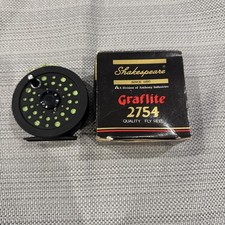 Shakespeare
SINCE 1897
A Division of Anthony Industries
Graflite
2754
QUALITY FLY REEL